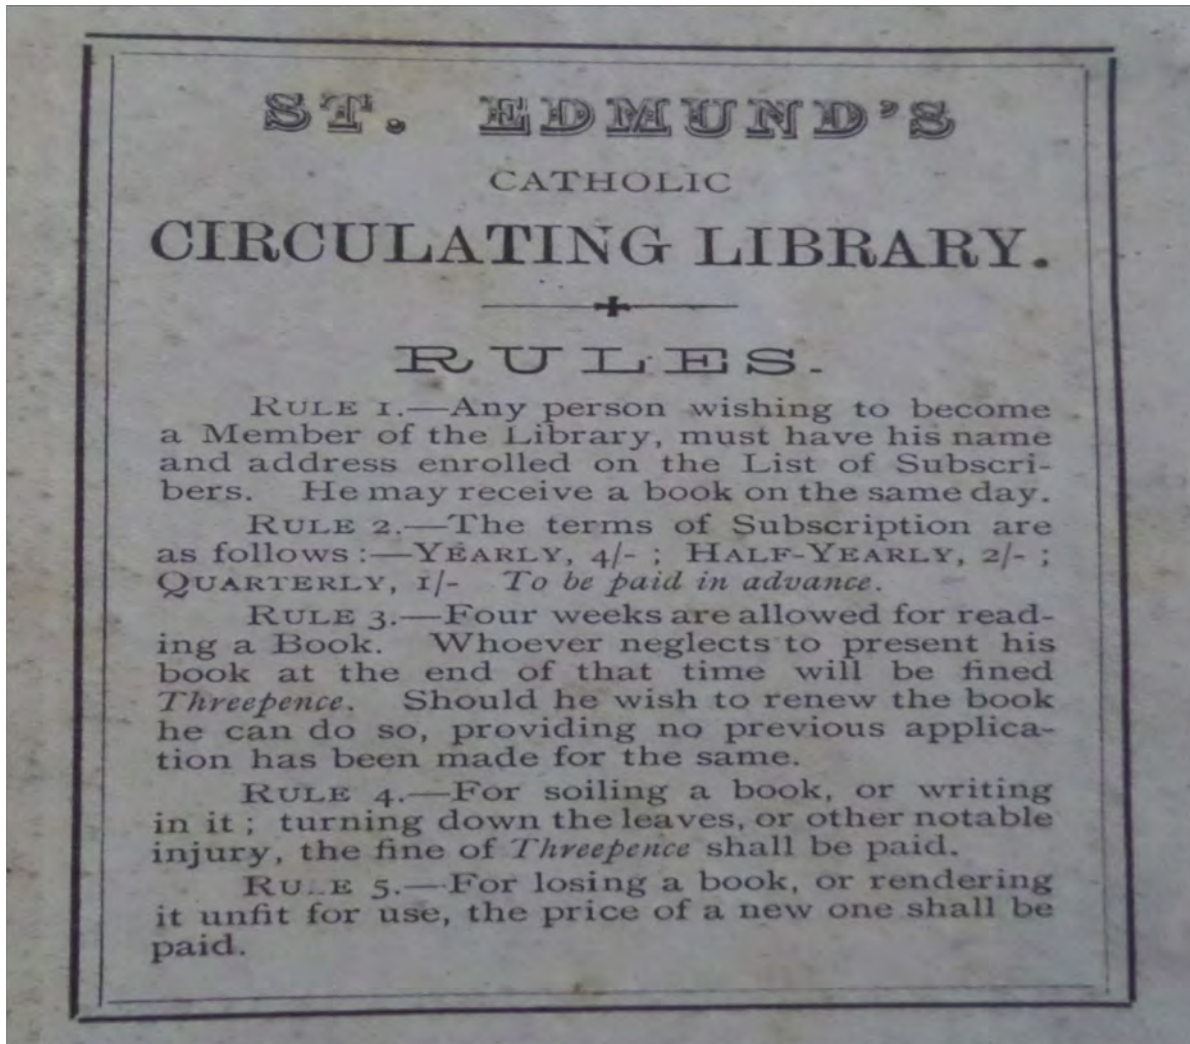 ST. EDMUND'S
CATHOLIC
CIRCULATING LIBRARY.
RULES.
RULE 1.—Any person wishing to become
a Member of the Library, must have his name
and address enrolled on the List of Subscri-
bers. He may receive a book on the same day.
RULE 2.—The terms of Subscription are
as follows:—YEARLY, 4/- ; HALF-YEARLY, 2/- ;
QUARTERLY, 1/- To be paid in advance.
RULE 3.—Four weeks are allowed for read-
ing a Book. Whoever neglects to present his
book at the end of that time will be fined
Threepence. Should he wish to renew the book
he can do so, providing no previous applica-
tion has been made for the same.
RULE 4.—For soiling a book, or writing
in it ; turning down the leaves, or other notable
injury, the fine of Threepence shall be paid.
RULE 5.—For losing a book, or rendering
it unfit for use, the price of a new one shall be
paid.